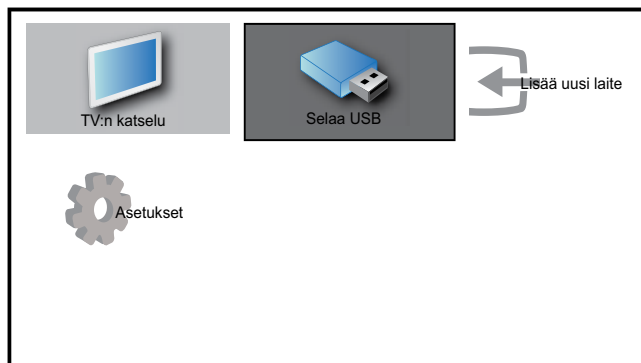 TV:n katselu
Selaa USB
Lisää uusi laite
Asetukset